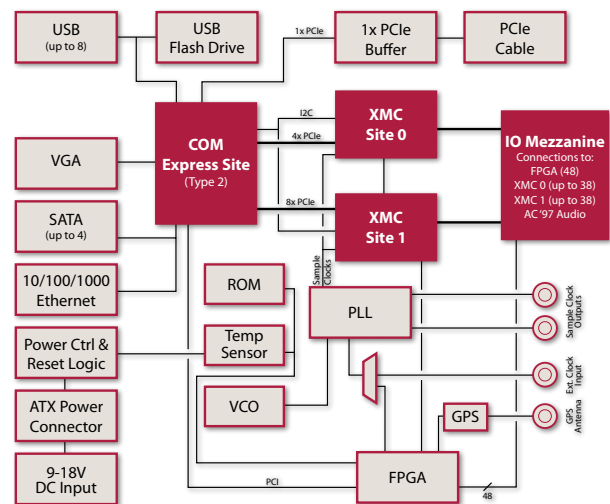 USB
(up to 8)
USB
Flash Drive
1x PCIe
1x PCIe
Buffer
PCIe
Cable
COM
Express Site
(Type 2)
I2C
4x PCIe
8x PCIe
XMC
Site 0
XMC
Site 1
IO Mezzanine
Connections to:
FPGA (48)
XMC 0 (up to 38)
XMC 1 (up to 38)
AC '97 Audio
VGA
SATA
(up to 4)
10/100/1000
Ethernet
Power Ctrl &
Reset Logic
ATX Power
Connector
9-18V
DC Input
ROM
Temp
Sensor
VCO
Sample
Clocks
PLL
Sample Clock
Outputs
Ext. Clock
Input
GPS
GPS
Antenna
PCI
FPGA
48